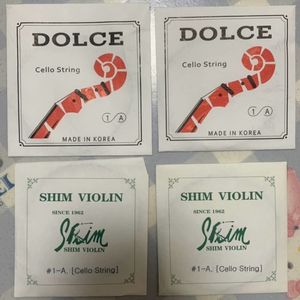 DOLCE
Cello String
1/A
MADE IN KOREA
DOLCE
Cello String
1/A
MADE IN KOREA
SHIM VIOLIN
SINCE 1962
Shim
SHIM VIOLIN
#1-A. [Cello String]
SHIM VIOLIN
SINCE 1962
Shim
SHIM VIOLIN
#1-A. [Cello String]